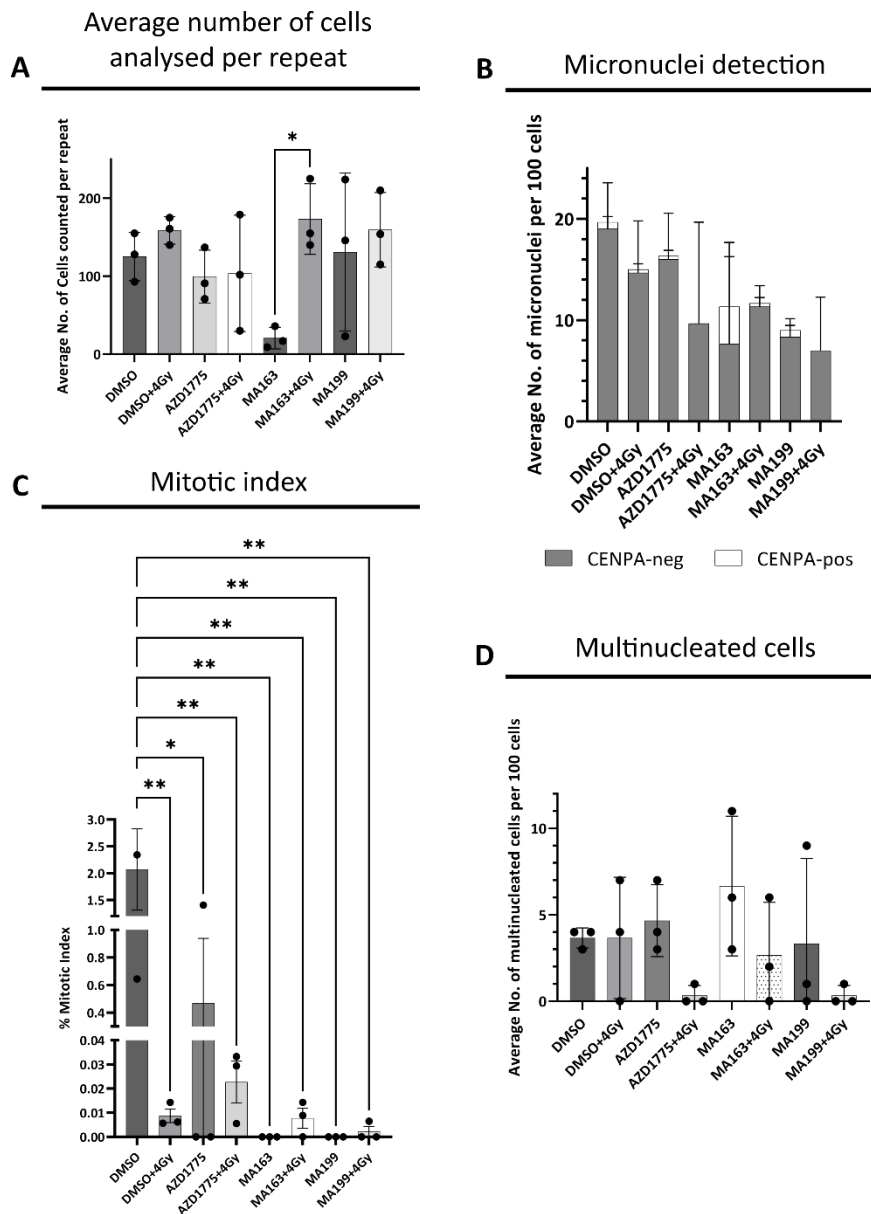 A
Average number of cells
analysed per repeat
Average No. of Cells counted per repeat
200
100
0
*
DMSO
DMSO+4Gy
AZD1775
AZD1775+4Gy
MA163
MA163+4Gy
MA199
MA199+4Gy
B
Micronuclei detection
Average No. of micronuclei per 100 cells
20
10
0
DMSO
DMSO+4Gy
AZD1775
AZD1775+4Gy
MA163
MA163+4Gy
MA199
MA199+4Gy
CENPA-neg
CENPA-pos
C
Mitotic index
**
**
**
**
**
*
**
% Mitotic Index
3.0
2.5
2.0
1.5
1.0
0.8
0.6
0.4
0.04
0.03
0.02
0.01
0.00
DMSO
DMSO+4Gy
AZD1775
AZD1775+4Gy
MA163
MA163+4Gy
MA199
MA199+4Gy
D
Multinucleated cells
Average No. of multinucleated cells per 100 cells
10
5
0
DMSO
DMSO+4Gy
AZD1775
AZD1775+4Gy
MA163
MA163+4Gy
MA199
MA199+4Gy